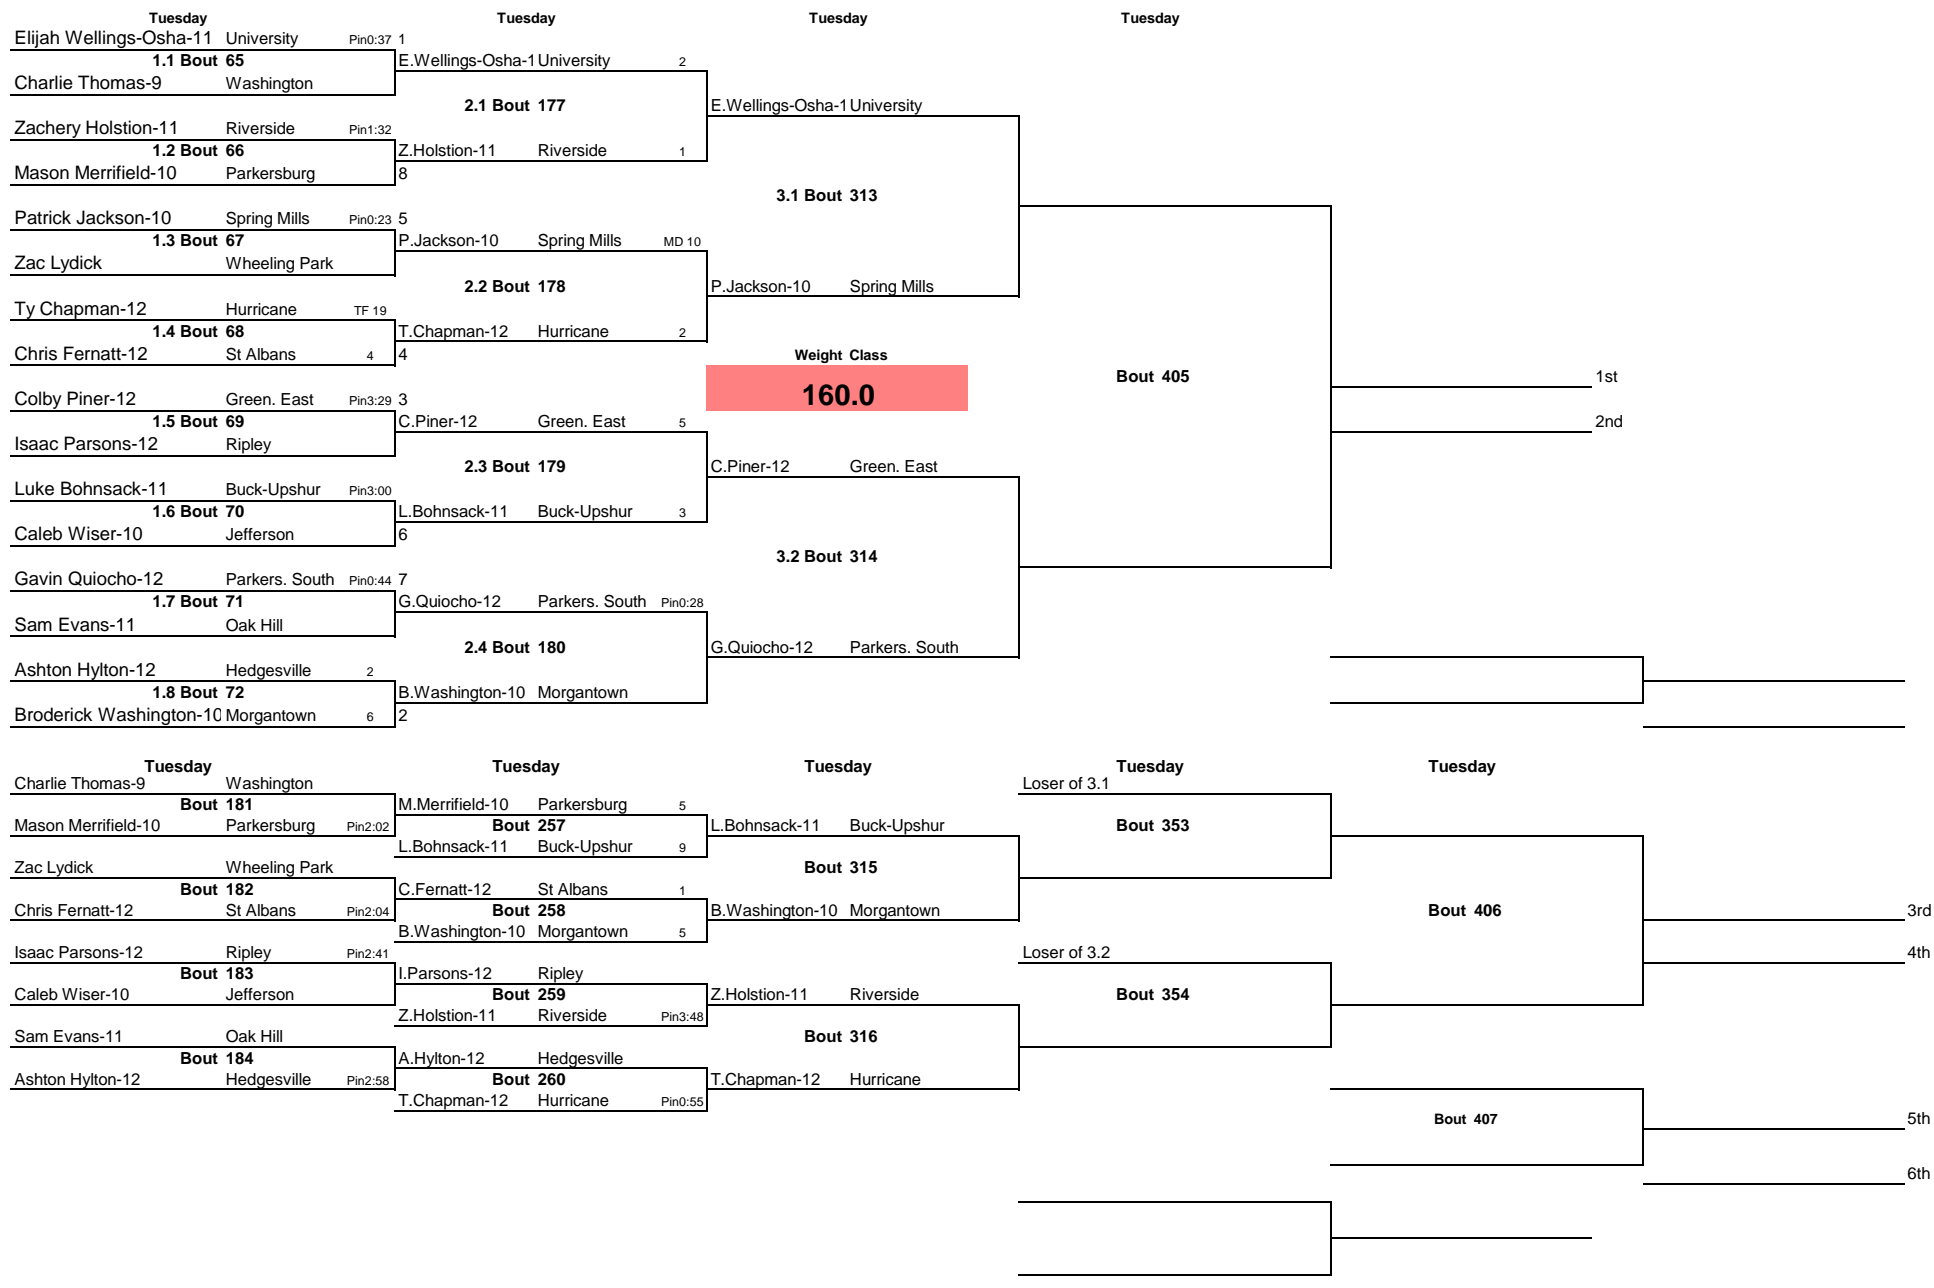 Tuesday Tuesday Tuesday Tuesday
Elijah Wellings-Osha-11 University Pin0:37 1
1.1 Bout 65 E.Wellings-Osha-1 University 2
Charlie Thomas-9 Washington
2.1 Bout 177 E.Wellings-Osha-1 University
Zachery Holstion-11 Riverside Pin1:32
1.2 Bout 66 Z.Holstion-11 Riverside 1
Mason Merrifield-10 Parkersburg 8
3.1 Bout 313
Patrick Jackson-10 Spring Mills Pin0:23 5
1.3 Bout 67 P.Jackson-10 Spring Mills MD 10
Zac Lydick Wheeling Park
2.2 Bout 178 P.Jackson-10 Spring Mills
Ty Chapman-12 Hurricane TF 19
1.4 Bout 68 T.Chapman-12 Hurricane 2
Chris Fernatt-12 St Albans 4 4 Weight Class
Bout 405 1st
Colby Piner-12 Green. East Pin3:29 3 160.0
1.5 Bout 69 C.Piner-12 Green. East 5 2nd
Isaac Parsons-12 Ripley
2.3 Bout 179 C.Piner-12 Green. East
Luke Bohnsack-11 Buck-Upshur Pin3:00
1.6 Bout 70 L.Bohnsack-11 Buck-Upshur 3
Caleb Wiser-10 Jefferson 6
3.2 Bout 314
Gavin Quiocho-12 Parkers. South Pin0:44 7
1.7 Bout 71 G.Quiocho-12 Parkers. South Pin0:28
Sam Evans-11 Oak Hill
2.4 Bout 180 G.Quiocho-12 Parkers. South
Ashton Hylton-12 Hedgesville 2
1.8 Bout 72 B.Washington-10 Morgantown
Broderick Washington-10 Morgantown 6 2
Tuesday Tuesday Tuesday Tuesday Tuesday
Charlie Thomas-9 Washington Loser of 3.1
Bout 181 M.Merrifield-10 Parkersburg 5
Mason Merrifield-10 Parkersburg Pin2:02 Bout 257 L.Bohnsack-11 Buck-Upshur Bout 353
L.Bohnsack-11 Buck-Upshur 9
Zac Lydick Wheeling Park Bout 315
Bout 182 C.Fernatt-12 St Albans 1
Chris Fernatt-12 St Albans Pin2:04 Bout 258 B.Washington-10 Morgantown Bout 406 3rd
B.Washington-10 Morgantown 5
Isaac Parsons-12 Ripley Pin2:41 Loser of 3.2 4th
Bout 183 I.Parsons-12 Ripley
Caleb Wiser-10 Jefferson Bout 259 Z.Holstion-11 Riverside Bout 354
Z.Holstion-11 Riverside Pin3:48
Sam Evans-11 Oak Hill Bout 316
Bout 184 A.Hylton-12 Hedgesville
Ashton Hylton-12 Hedgesville Pin2:58 Bout 260 T.Chapman-12 Hurricane
T.Chapman-12 Hurricane Pin0:55
Bout 407 5th
6th